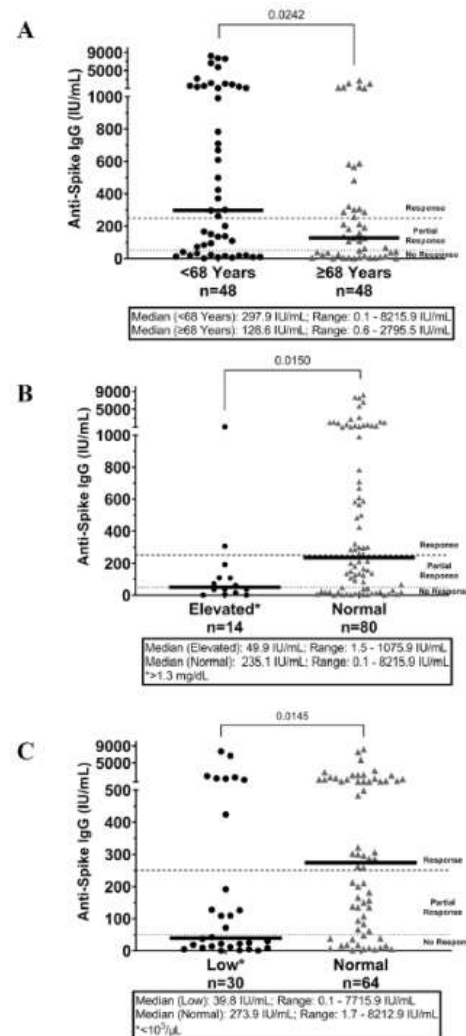 A
0.0242
Anti-Spike IgG (IU/mL)
9000
5000
1000
800
600
400
200
0
Response
Partial
Response
No Response
<68 Years
≥68 Years
n=48
n=48
Median (<68 Years): 297.9 IU/mL; Range: 0.1 - 8215.9 IU/mL
Median (≥68 Years): 128.6 IU/mL; Range: 0.6 - 2795.5 IU/mL
B
0.0150
Anti-Spike IgG (IU/mL)
9000
5000
1000
800
600
400
200
0
Response
Partial
Response
No Response
Elevated*
Normal
n=14
n=80
Median (Elevated): 49.9 IU/mL; Range: 1.5 - 1075.9 IU/mL
Median (Normal): 235.1 IU/mL; Range: 0.1 - 8215.9 IU/mL
*>1.3 mg/dL
C
0.0145
Anti-Spike IgG (IU/mL)
9000
5000
500
400
300
200
100
0
Response
Partial
Response
No Response
Low*
Normal
n=30
n=64
Median (Low): 39.8 IU/mL; Range: 0.1 - 7715.9 IU/mL
Median (Normal): 273.9 IU/mL; Range: 1.7 - 8212.9 IU/mL
*<10³/µL